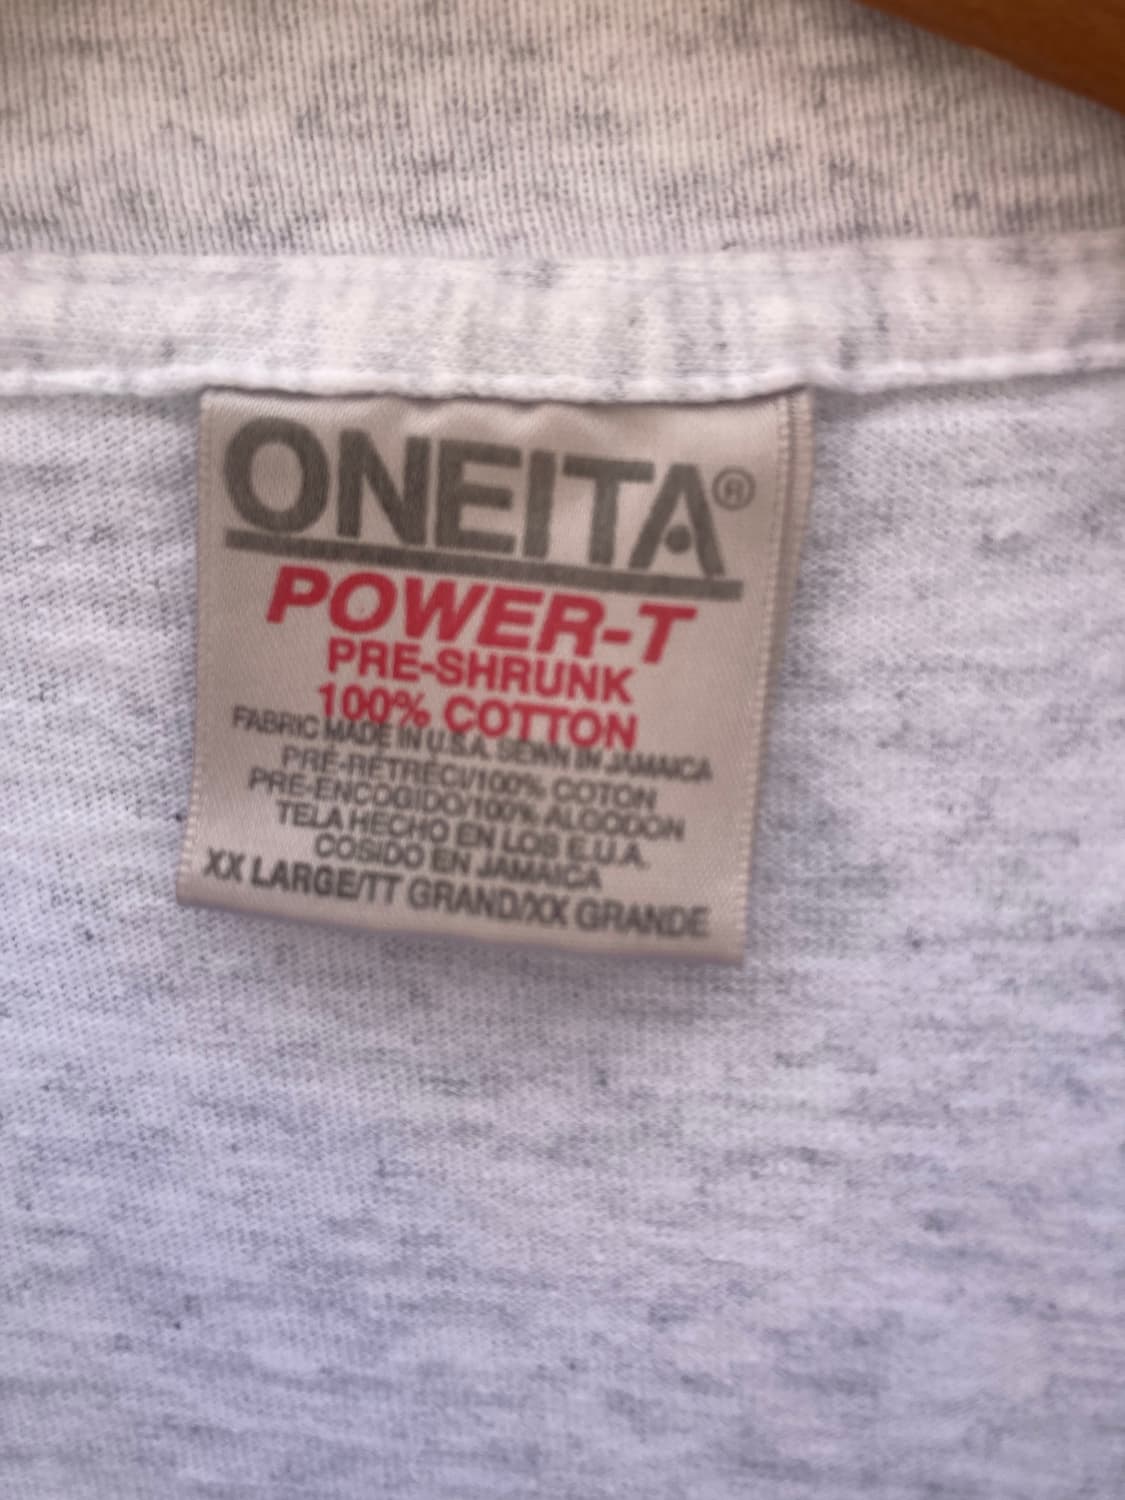 ONEITA®
POWER-T
PRE-SHRUNK
100% COTTON
FABRIC MADE IN U.S.A. SEWN IN JAMAICA
PRÉ-RÉTRÉCI/100% COTON
PRE-ENCOGIDO/100% ALGODON
TELA HECHO EN LOS E.U.A.
COSIDO EN JAMAICA
XX LARGE/TT GRAND/XX GRANDE